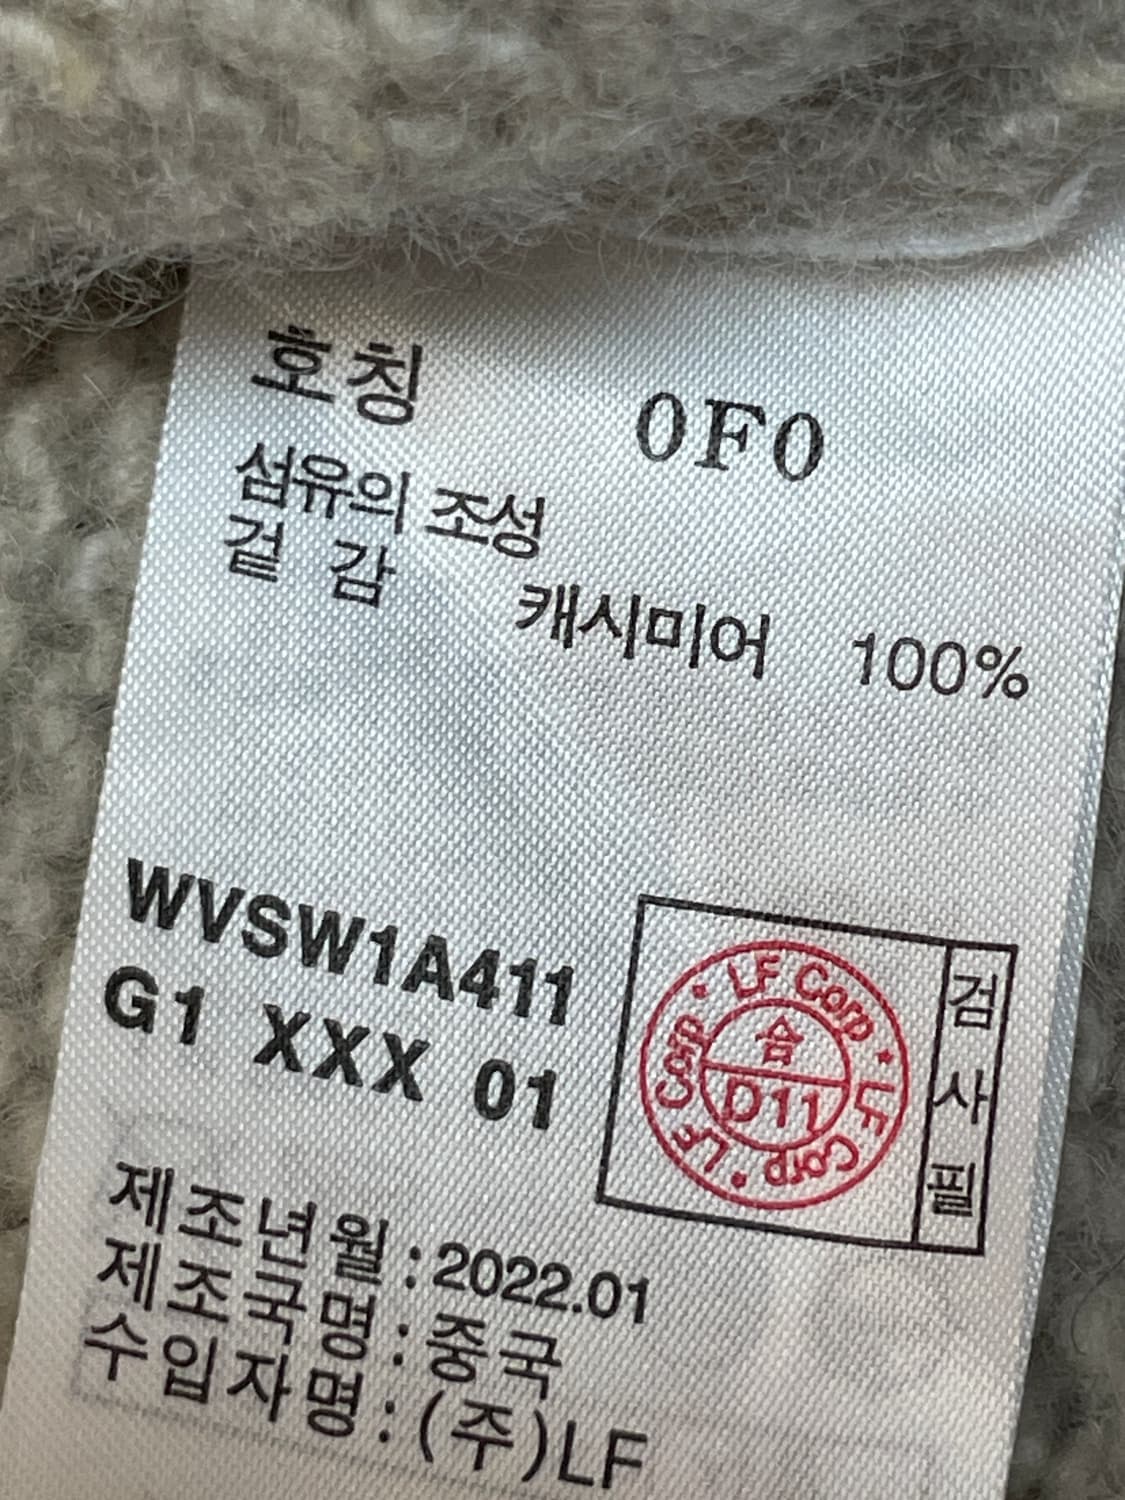 호칭 0F0
섬유의 조성
겉 감 캐시미어 100%
WVSW1A411
G1 XXX 01
LF Corp · LF Corp · LF Corp ·
合
D11
검사필
제조년월 : 2022.01
제조국명 : 중국
수입자명 : (주)LF